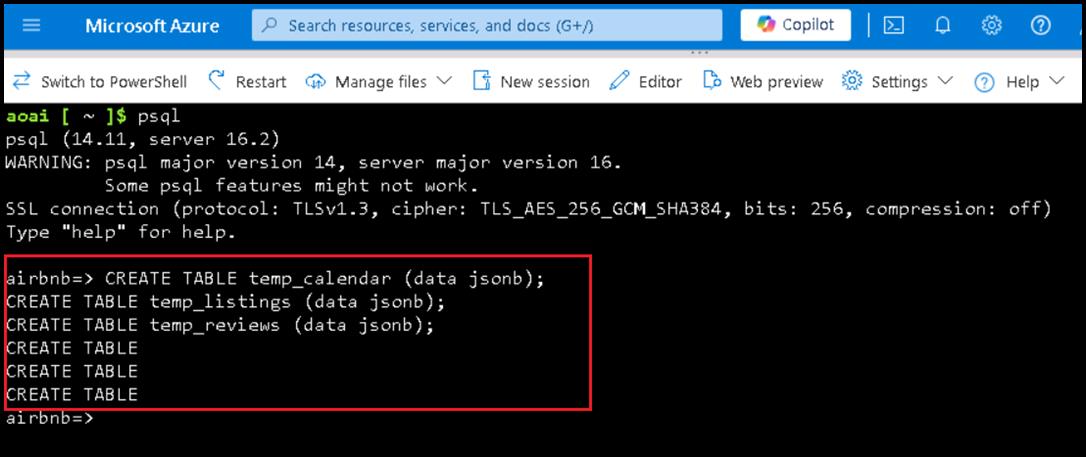 Microsoft Azure
Search resources, services, and docs (G+/)
Copilot
Switch to PowerShell
Restart
Manage files
New session
Editor
Web preview
Settings
Help
aoai [ ~ ]$ psql
psql (14.11, server 16.2)
WARNING: psql major version 14, server major version 16.
Some psql features might not work.
SSL connection (protocol: TLSv1.3, cipher: TLS_AES_256_GCM_SHA384, bits: 256, compression: off)
Type "help" for help.
airbnb=> CREATE TABLE temp_calendar (data jsonb);
CREATE TABLE temp_listings (data jsonb);
CREATE TABLE temp_reviews (data jsonb);
CREATE TABLE
CREATE TABLE
CREATE TABLE
airbnb=>